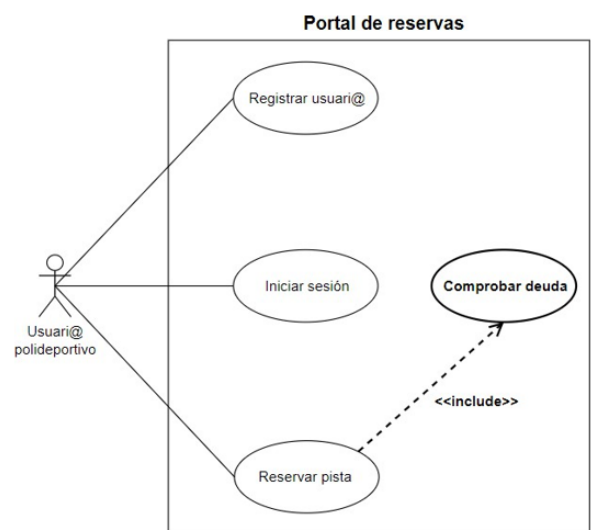 Portal de reservas
Registrar usuari@
Iniciar sesión
Comprobar deuda
Usuari@
polideportivo
<<include>>
Reservar pista